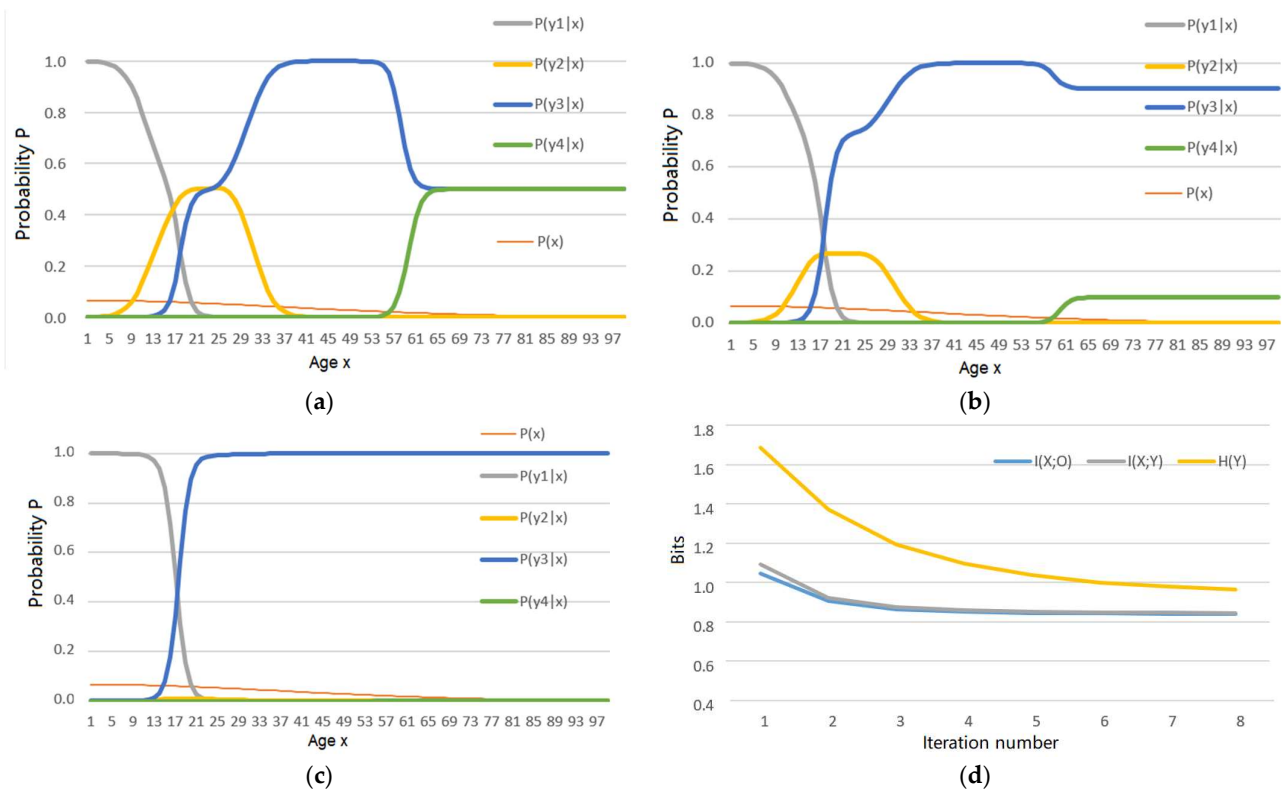 P(y1|x)
P(y2|x)
P(y3|x)
P(y4|x)
P(x)
Probability P
1.0
0.8
0.6
0.4
0.2
0.0
1 5 9 13 17 21 25 29 33 37 41 45 49 53 57 61 65 69 73 77 81 85 89 93 97
Age x
(a)
P(y1|x)
P(y2|x)
P(y3|x)
P(y4|x)
P(x)
Probability P
1.0
0.8
0.6
0.4
0.2
0.0
1 5 9 13 17 21 25 29 33 37 41 45 49 53 57 61 65 69 73 77 81 85 89 93 97
Age x
(b)
P(x)
P(y1|x)
P(y2|x)
P(y3|x)
P(y4|x)
Probability P
1.0
0.8
0.6
0.4
0.2
0.0
1 5 9 13 17 21 25 29 33 37 41 45 49 53 57 61 65 69 73 77 81 85 89 93 97
Age x
(c)
I(X;O) I(X;Y) H(Y)
Bits
1.8
1.6
1.4
1.2
1.0
0.8
0.6
0.4
1 2 3 4 5 6 7 8
Iteration number
(d)